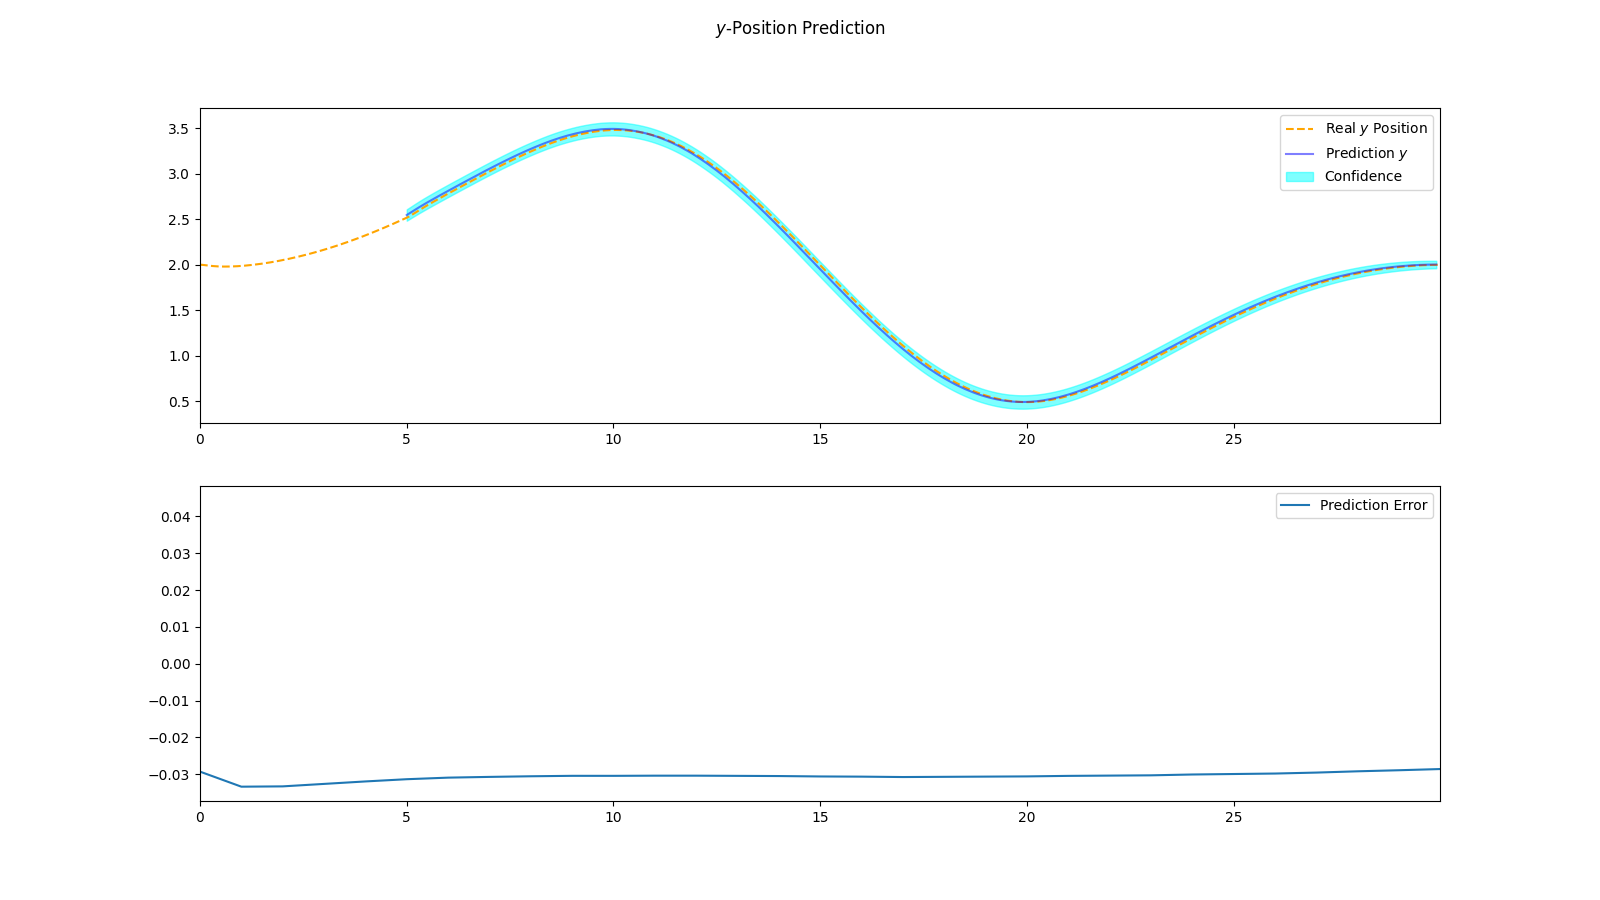 y-Position Prediction
3.5
3.0
2.5
2.0
1.5
1.0
0.5
0 5 10 15 20 25
Real y Position
Prediction y
Confidence
0.04
0.03
0.02
0.01
0.00
−0.01
−0.02
−0.03
0 5 10 15 20 25
Prediction Error